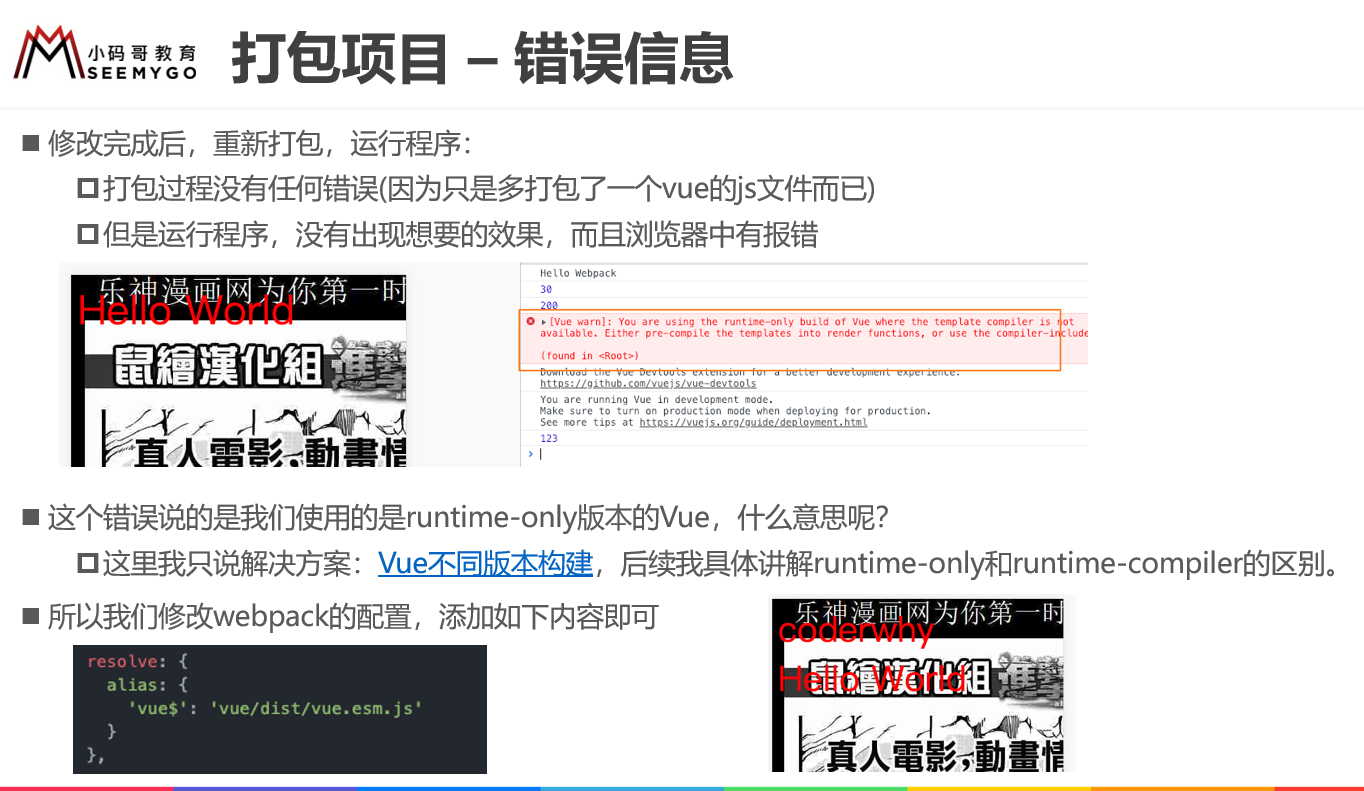 小码哥教育
SEEMYGO
打包项目 – 错误信息
修改完成后，重新打包，运行程序：
打包过程没有任何错误(因为只是多打包了一个vue的js文件而已)
但是运行程序，没有出现想要的效果，而且浏览器中有报错
乐神漫画网为你第一时
Hello World
鼠繪漢化組 進擊
真人電影,動畫情
Hello Webpack
30
200
[Vue warn]: You are using the runtime-only build of Vue where the template compiler is not
available. Either pre-compile the templates into render functions, or use the compiler-include
(found in <Root>)
Download the Vue Devtools extension for a better development experience:
https://github.com/vuejs/vue-devtools
You are running Vue in development mode.
Make sure to turn on production mode when deploying for production.
See more tips at https://vuejs.org/guide/deployment.html
123
这个错误说的是我们使用的是runtime-only版本的Vue，什么意思呢？
这里我只说解决方案：Vue不同版本构建，后续我具体讲解runtime-only和runtime-compiler的区别。
所以我们修改webpack的配置，添加如下内容即可
resolve: {
alias: {
'vue$': 'vue/dist/vue.esm.js'
}
},
乐神漫画网为你第一时
coderwhy
鼠繪漢化組 進擊
Hello World
真人電影,動畫情